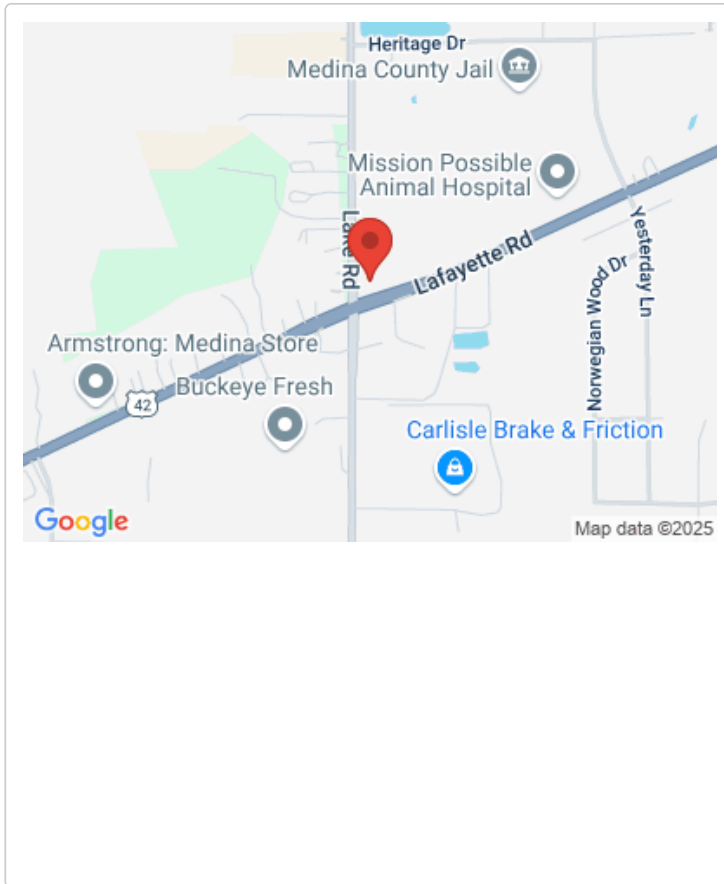 Heritage Dr
Medina County Jail
Mission Possible
Animal Hospital
Lake Rd
Lafayette Rd
Yesterday Ln
Norwegian Wood Dr
Armstrong: Medina Store
42
Buckeye Fresh
Carlisle Brake & Friction
Google
Map data ©2025